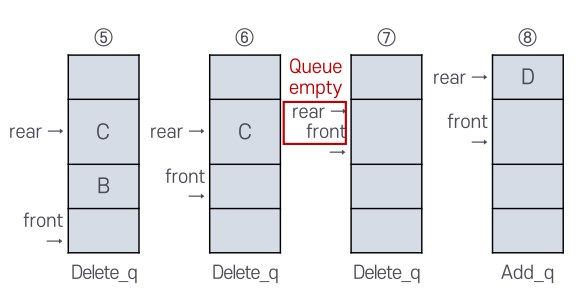 ⑤ ⑥ ⑦ ⑧
Queue
empty
rear → C
B
front
→
Delete_q
rear → C
front
→
Delete_q
rear →
front
→
Delete_q
rear → D
front
→
Add_q